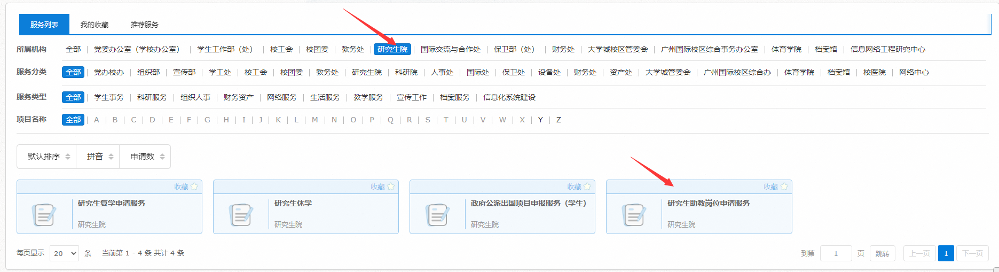 服务列表 我的收藏 推荐服务
所属机构 全部 党委办公室（学校办公室） 学生工作部（处） 校工会 校团委 教务处 研究生院 国际交流与合作处 保卫部（处） 财务处 大学城校区管委会 广州国际校区综合事务办公室 体育学院 档案馆 信息网络工程研究中心
服务分类 全部 党办校办 组织部 宣传部 学工处 校工会 校团委 教务处 研究生院 科研院 人事处 国际处 保卫处 设备处 财务处 资产处 大学城管委会 广州国际校区综合办 体育学院 档案馆 校医院 网络中心
服务类型 全部 学生事务 科研服务 组织人事 财务资产 网络服务 生活服务 教学服务 宣传工作 档案服务 信息化系统建设
项目名称 全部 A B C D E F G H I J K L M N O P Q R S T U V W X Y Z
默认排序 拼音 申请数
收藏 收藏 收藏 收藏
研究生复学申请服务 研究生休学 政府公派出国项目申报服务（学生） 研究生助教岗位申请服务
研究生院 研究生院 研究生院 研究生院
每页显示 20 条 当前第 1 - 4 条 共计 4 条 到第 1 页 跳转 上一页 1 下一页